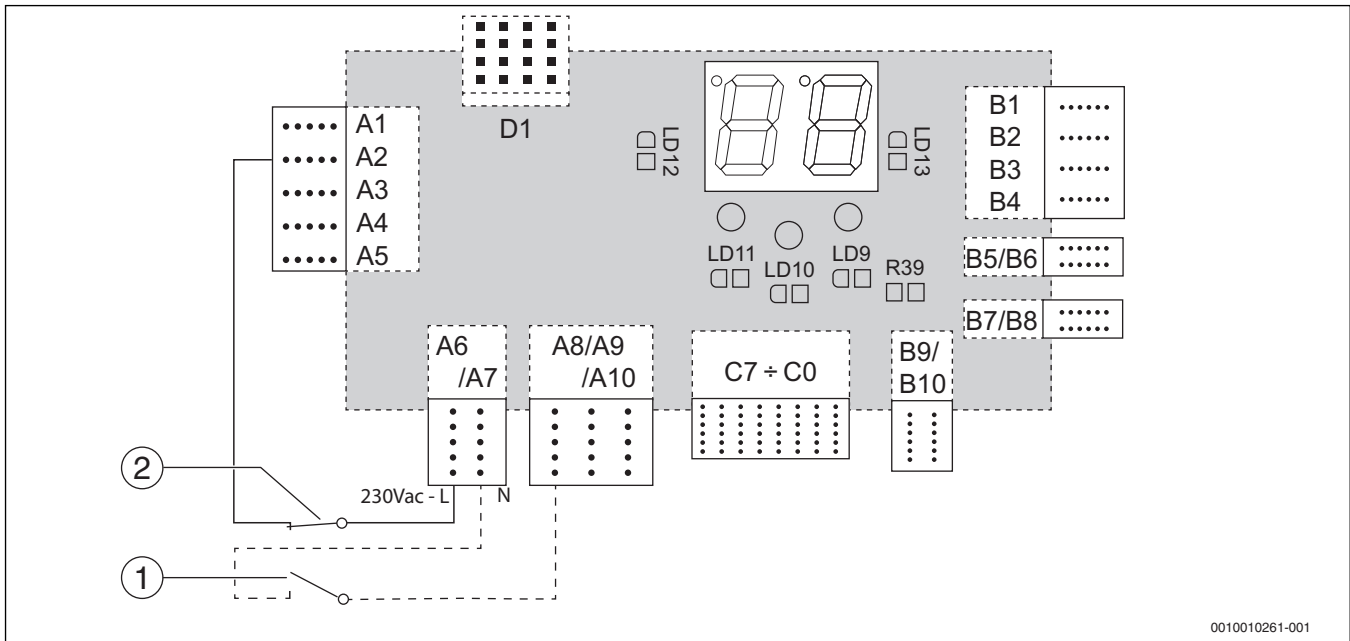 D1
A1
A2
A3
A4
A5
LD12
LD13
B1
B2
B3
B4
LD11
LD10
LD9
R39
B5/B6
B7/B8
A6
/A7
A8/A9
/A10
C7 ÷ C0
B9/
B10
2
230Vac - L
N
1
0010010261-001